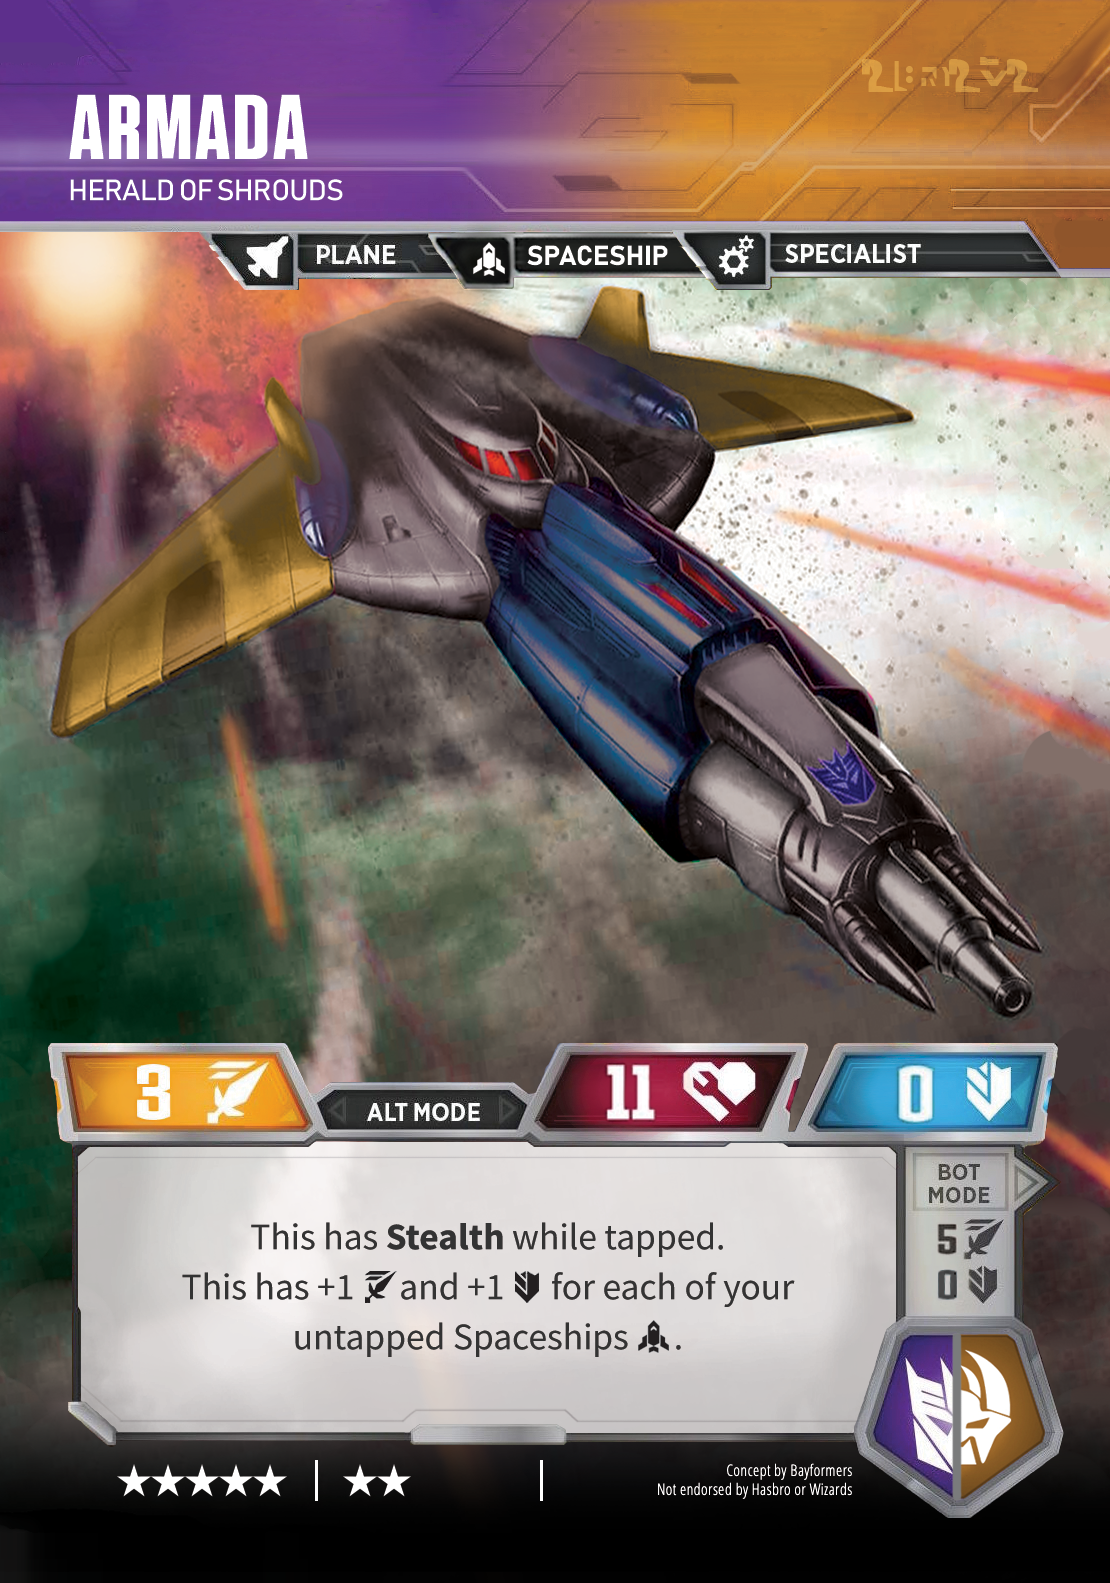 ARMADA
HERALD OF SHROUDS
PLANE SPACESHIP SPECIALIST
3 ALT MODE 11 0
BOT
MODE
5
0
This has Stealth while tapped.
This has +1 and +1 for each of your
untapped Spaceships .
Concept by Bayformers
Not endorsed by Hasbro or Wizards